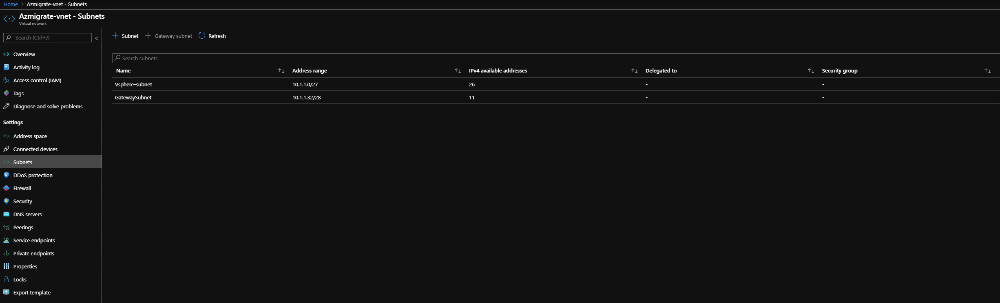 Home > Azmigrate-vnet - Subnets
Azmigrate-vnet - Subnets
Virtual network
Search (Ctrl+/)
«
Overview
Activity log
Access control (IAM)
Tags
Diagnose and solve problems
Settings
Address space
Connected devices
Subnets
DDoS protection
Firewall
Security
DNS servers
Peerings
Service endpoints
Private endpoints
Properties
Locks
Export template
+ Subnet + Gateway subnet Refresh
Search subnets
Name Address range IPv4 available addresses Delegated to Security group
Vsphere-subnet 10.1.1.0/27 26 - -
GatewaySubnet 10.1.1.32/28 11 - -